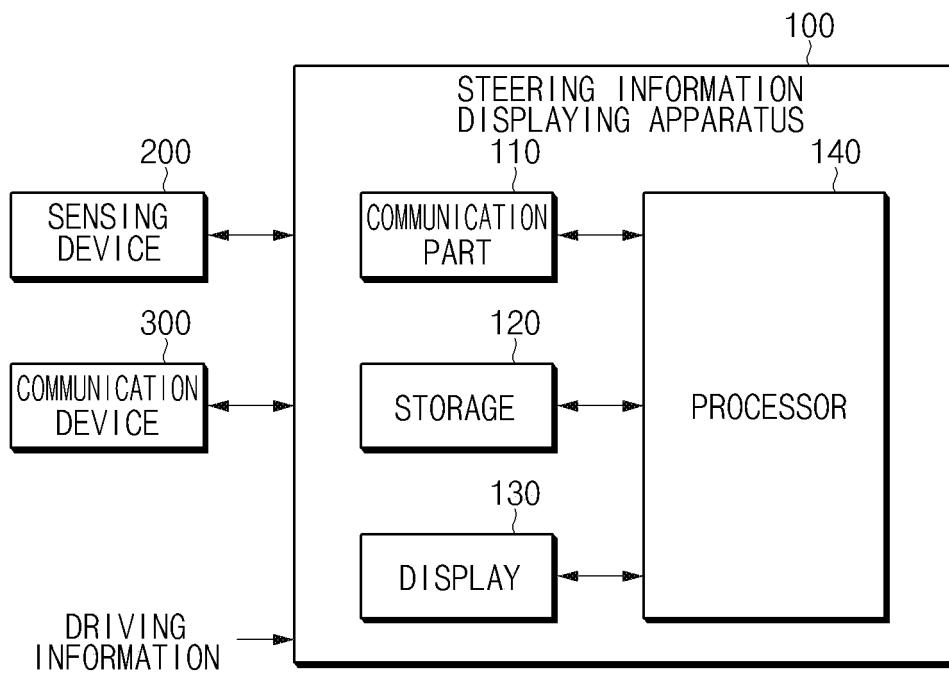 100
STEERING INFORMATION
DISPLAYING APPARATUS
200
SENSING
DEVICE
110
COMMUNICATION
PART
140
PROCESSOR
300
COMMUNICATION
DEVICE
120
STORAGE
130
DISPLAY
DRIVING
INFORMATION